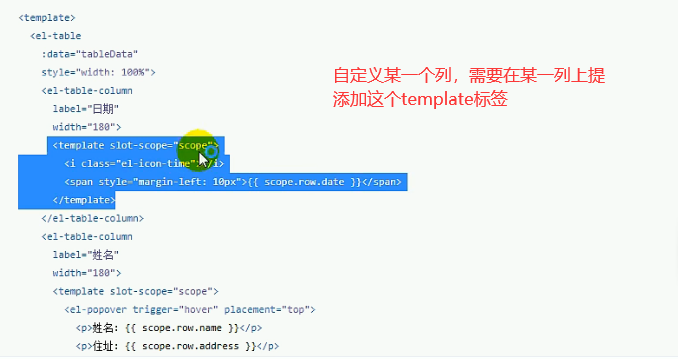 <template>
<el-table
:data="tableData"
style="width: 100%">
<el-table-column
label="日期"
width="180">
<template slot-scope="scope">
<i class="el-icon-time"></i>
<span style="margin-left: 10px">{{ scope.row.date }}</span>
</template>
</el-table-column>
<el-table-column
label="姓名"
width="180">
<template slot-scope="scope">
<el-popover trigger="hover" placement="top">
<p>姓名: {{ scope.row.name }}</p>
<p>住址: {{ scope.row.address }}</p>
自定义某一个列，需要在某一列上提
添加这个template标签